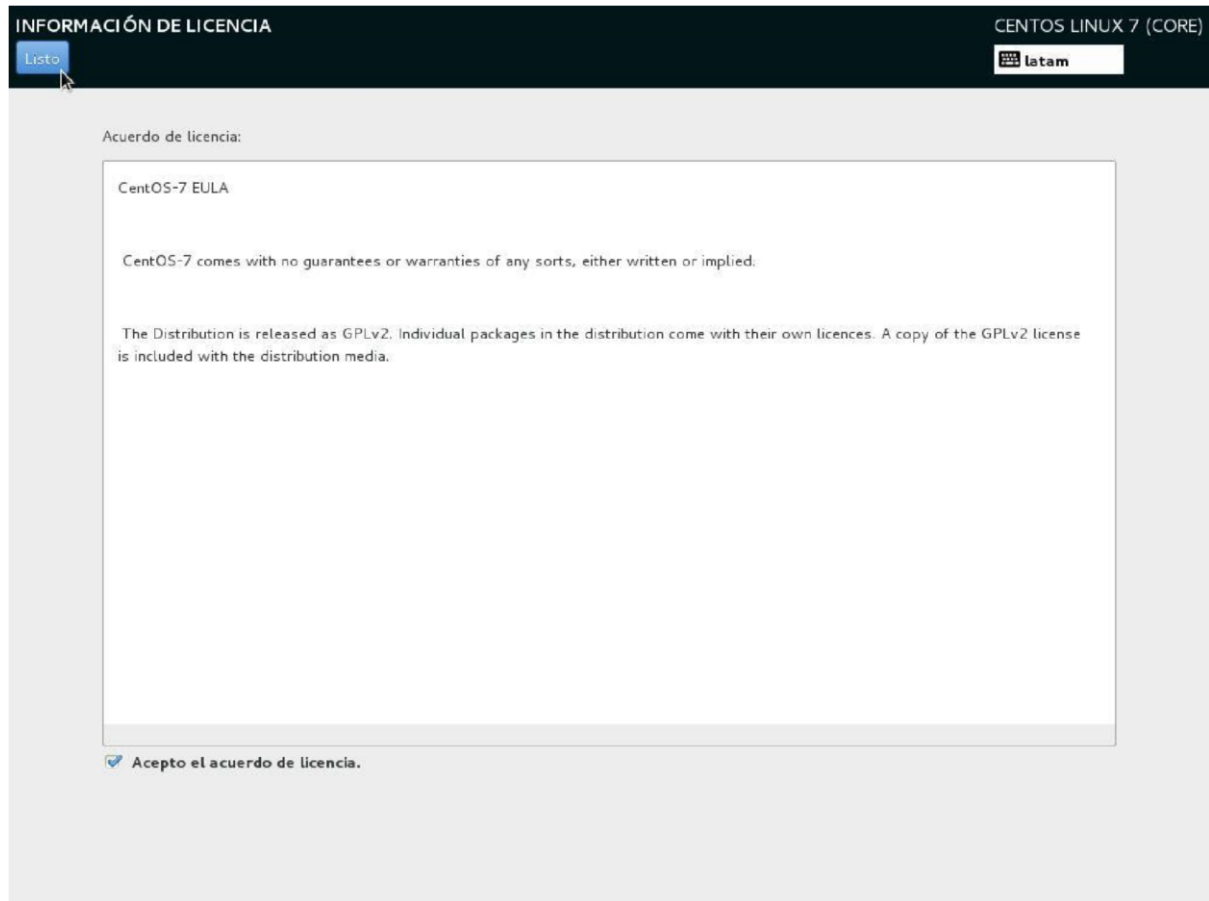 INFORMACIÓN DE LICENCIA
CENTOS LINUX 7 (CORE)
Listo
latam
Acuerdo de licencia:
CentOS-7 EULA
CentOS-7 comes with no guarantees or warranties of any sorts, either written or implied.
The Distribution is released as GPLv2. Individual packages in the distribution come with their own licences. A copy of the GPLv2 license
is included with the distribution media.
Acepto el acuerdo de licencia.